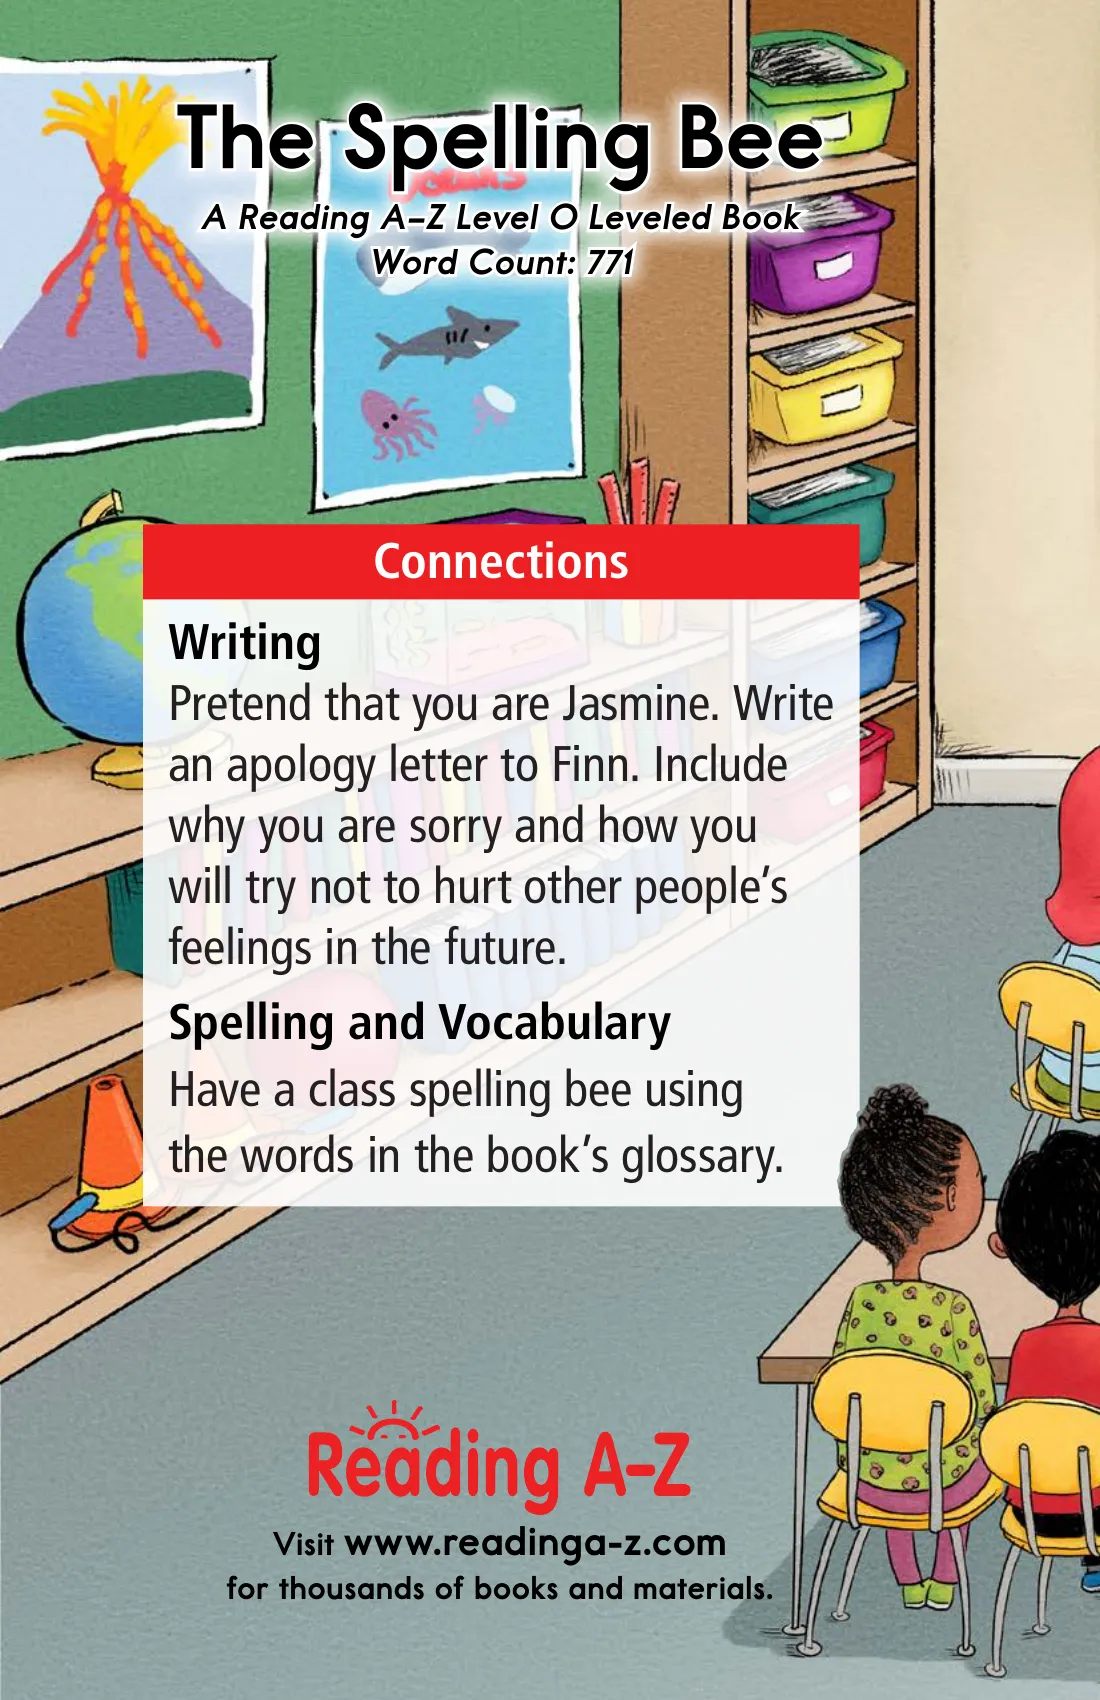 The Spelling Bee
A Reading A–Z Level O Leveled Book
Word Count: 771
Connections
Writing
Pretend that you are Jasmine. Write
an apology letter to Finn. Include
why you are sorry and how you
will try not to hurt other people’s
feelings in the future.
Spelling and Vocabulary
Have a class spelling bee using
the words in the book’s glossary.
Reading A–Z
Visit www.readinga-z.com
for thousands of books and materials.